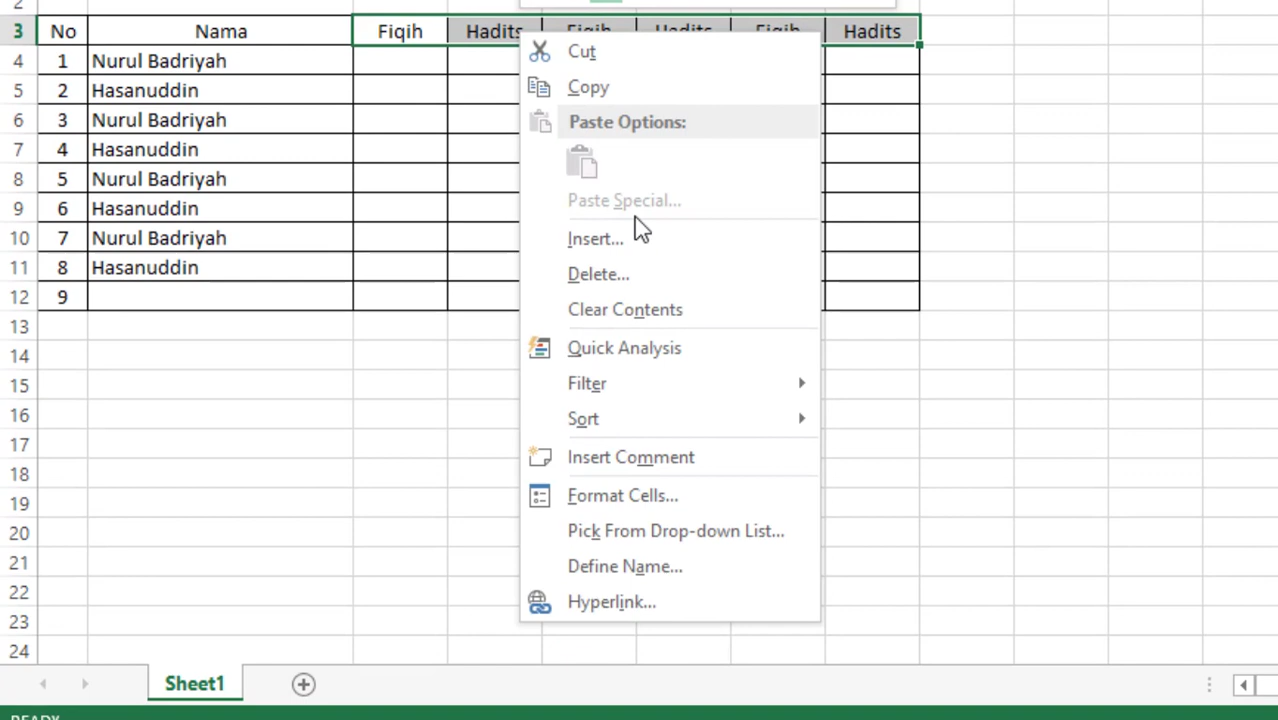 2
3 No Nama Fiqih Hadits Fiqih Hadits Fiqih Hadits
4 1 Nurul Badriyah
5 2 Hasanuddin
6 3 Nurul Badriyah
7 4 Hasanuddin
8 5 Nurul Badriyah
9 6 Hasanuddin
10 7 Nurul Badriyah
11 8 Hasanuddin
12 9
13
14
15
16
17
18
19
20
21
22
23
24
Cut
Copy
Paste Options:
Paste Special...
Insert...
Delete...
Clear Contents
Quick Analysis
Filter
Sort
Insert Comment
Format Cells...
Pick From Drop-down List...
Define Name...
Hyperlink...
Sheet1
READY